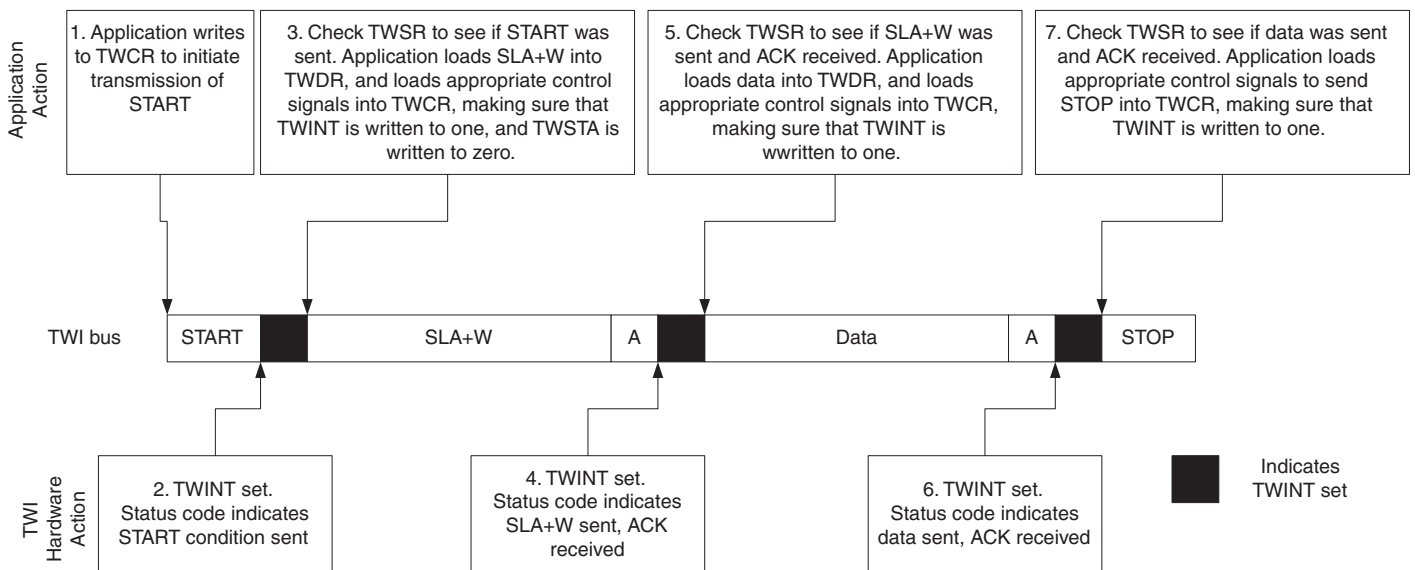 Application
Action
1. Application writes
to TWCR to initiate
transmission of
START
3. Check TWSR to see if START was
sent. Application loads SLA+W into
TWDR, and loads appropriate control
signals into TWCR, making sure that
TWINT is written to one, and TWSTA is
written to zero.
5. Check TWSR to see if SLA+W was
sent and ACK received. Application
loads data into TWDR, and loads
appropriate control signals into TWCR,
making sure that TWINT is
wwritten to one.
7. Check TWSR to see if data was sent
and ACK received. Application loads
appropriate control signals to send
STOP into TWCR, making sure that
TWINT is written to one.
TWI bus
START
SLA+W
A
Data
A
STOP
TWI
Hardware
Action
2. TWINT set.
Status code indicates
START condition sent
4. TWINT set.
Status code indicates
SLA+W sent, ACK
received
6. TWINT set.
Status code indicates
data sent, ACK received
Indicates
TWINT set